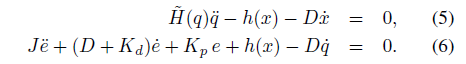 H̃(q)q̈ − h(x) − Dẋ = 0, (5)
Jë + (D + K_d)ė + K_p e + h(x) − Dq̇ = 0. (6)